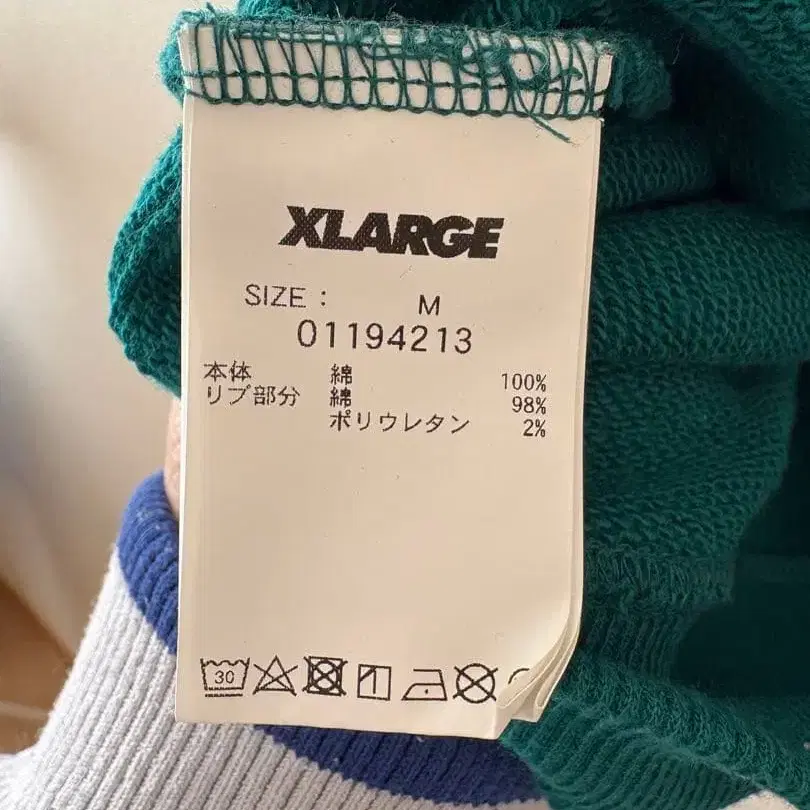 XLARGE
SIZE : M
01194213
本体 綿 100%
リブ部分 綿 98%
ポリウレタン 2%
30